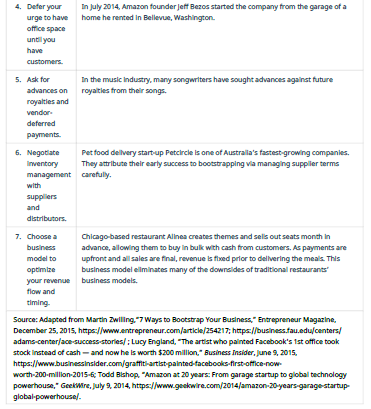 4. Defer your In July 2014, Amazon founder Jeff Bezos started the company from the garage of a
urge to have home he rented in Bellevue, Washington.
office space
until you
have
customers.
5. Ask for In the music industry, many songwriters have sought advances against future
advances on royalties from their songs.
royalties and
vendor-
deferred
payments.
6. Negotiate Pet food delivery start-up Petcircle is one of Australia's fastest-growing companies.
inventory They attribute their early success to bootstrapping via managing supplier terms
management carefully.
with
suppliers
and
distributors.
7. Choose a Chicago-based restaurant Alinea creates themes and sells out seats month in
business advance, allowing them to buy in bulk with cash from customers. As payments are
model to upfront and all sales are final, revenue is fixed prior to delivering the meals. This
optimize business model eliminates many of the downsides of traditional restaurants'
your revenue business models.
flow and
timing.
Source: Adapted from Martin Zwilling,"7 Ways to Bootstrap Your Business," Entrepreneur Magazine,
December 25, 2015, https://www.entrepreneur.com/article/254217; https://business.fau.edu/centers/
adams-center/ace-success-stories/ ; Lucy England, "The artist who painted Facebook's 1st office took
stock instead of cash — and now he is worth $200 million," Business Insider, June 9, 2015,
https://www.businessinsider.com/graffiti-artist-painted-facebooks-first-office-now-
worth-200-million-2015-6; Todd Bishop, "Amazon at 20 years: From garage startup to global technology
powerhouse," GeekWire, July 9, 2014, https://www.geekwire.com/2014/amazon-20-years-garage-startup-
global-powerhouse/.